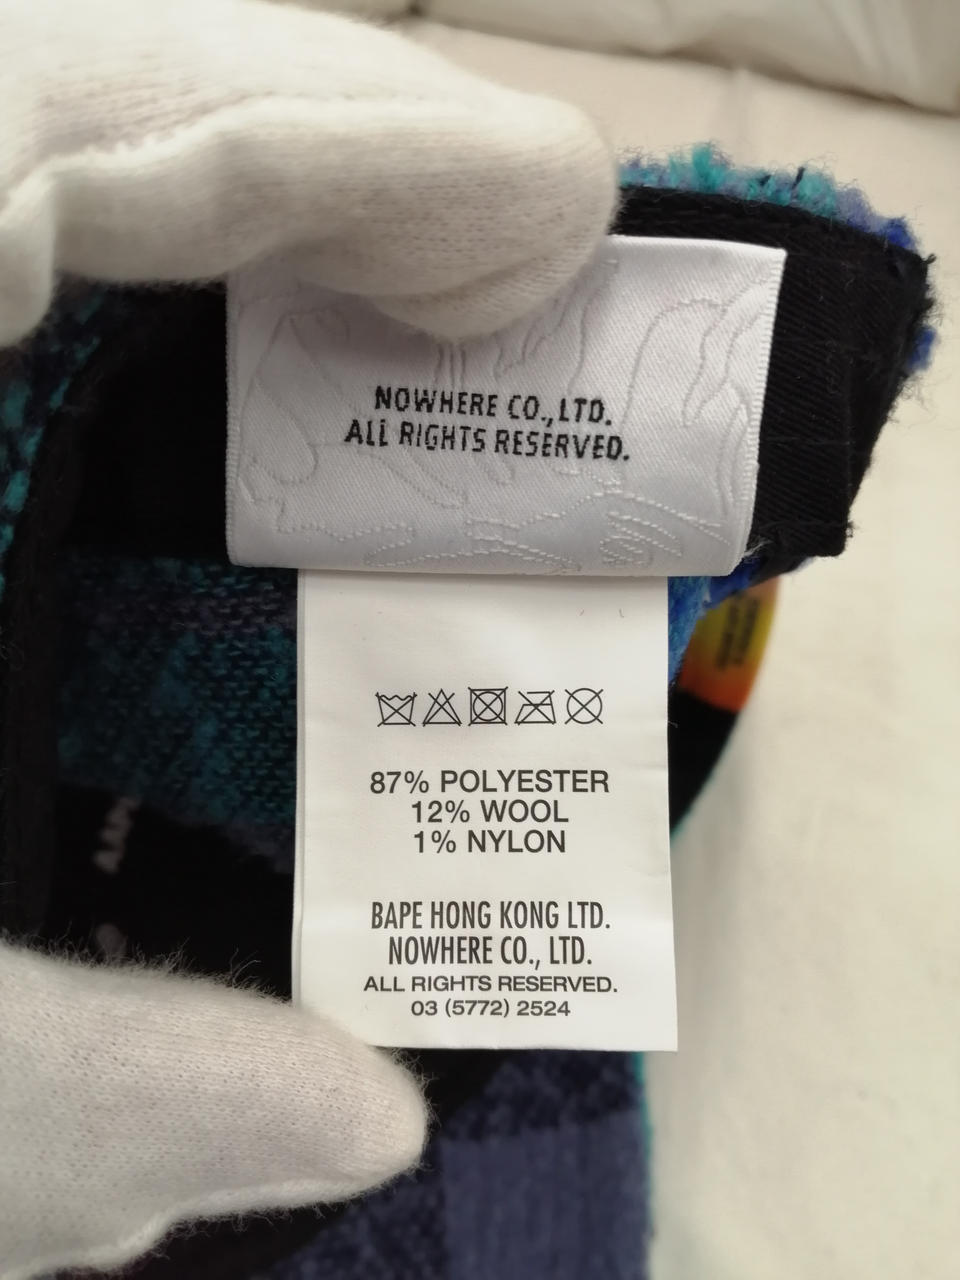 NOWHERE CO., LTD.
ALL RIGHTS RESERVED.
87% POLYESTER
12% WOOL
1% NYLON
BAPE HONG KONG LTD.
NOWHERE CO., LTD.
ALL RIGHTS RESERVED.
03 (5772) 2524